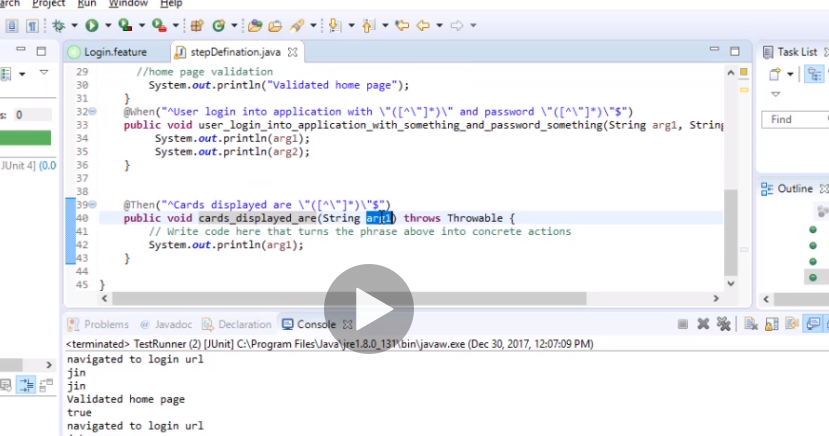 arch Project Run Window Help
Login.feature stepDefination.java Task List
29 //home page validation
30 System.out.println("Validated home page");
31 }
32 @When("^User login into application with \"([^\"]*)\" and password \"([^\"]*)\"$")
33 public void user_login_into_application_with_something_and_password_something(String arg1, String
34 System.out.println(arg1);
35 System.out.println(arg2);
36 }
37
38
39 @Then("^Cards displayed are \"([^\"]*)\"$")
40 public void cards_displayed_are(String arg1) throws Throwable {
41 // Write code here that turns the phrase above into concrete actions
42 System.out.println(arg1);
43 }
44
45 }
s: 0
JUnit 4] (0.0
Find
Outline
Problems @ Javadoc Declaration Console
<terminated> TestRunner (2) [JUnit] C:\Program Files\Java\jre1.8.0_131\bin\javaw.exe (Dec 30, 2017, 12:07:09 PM)
navigated to login url
jin
jin
Validated home page
true
navigated to login url